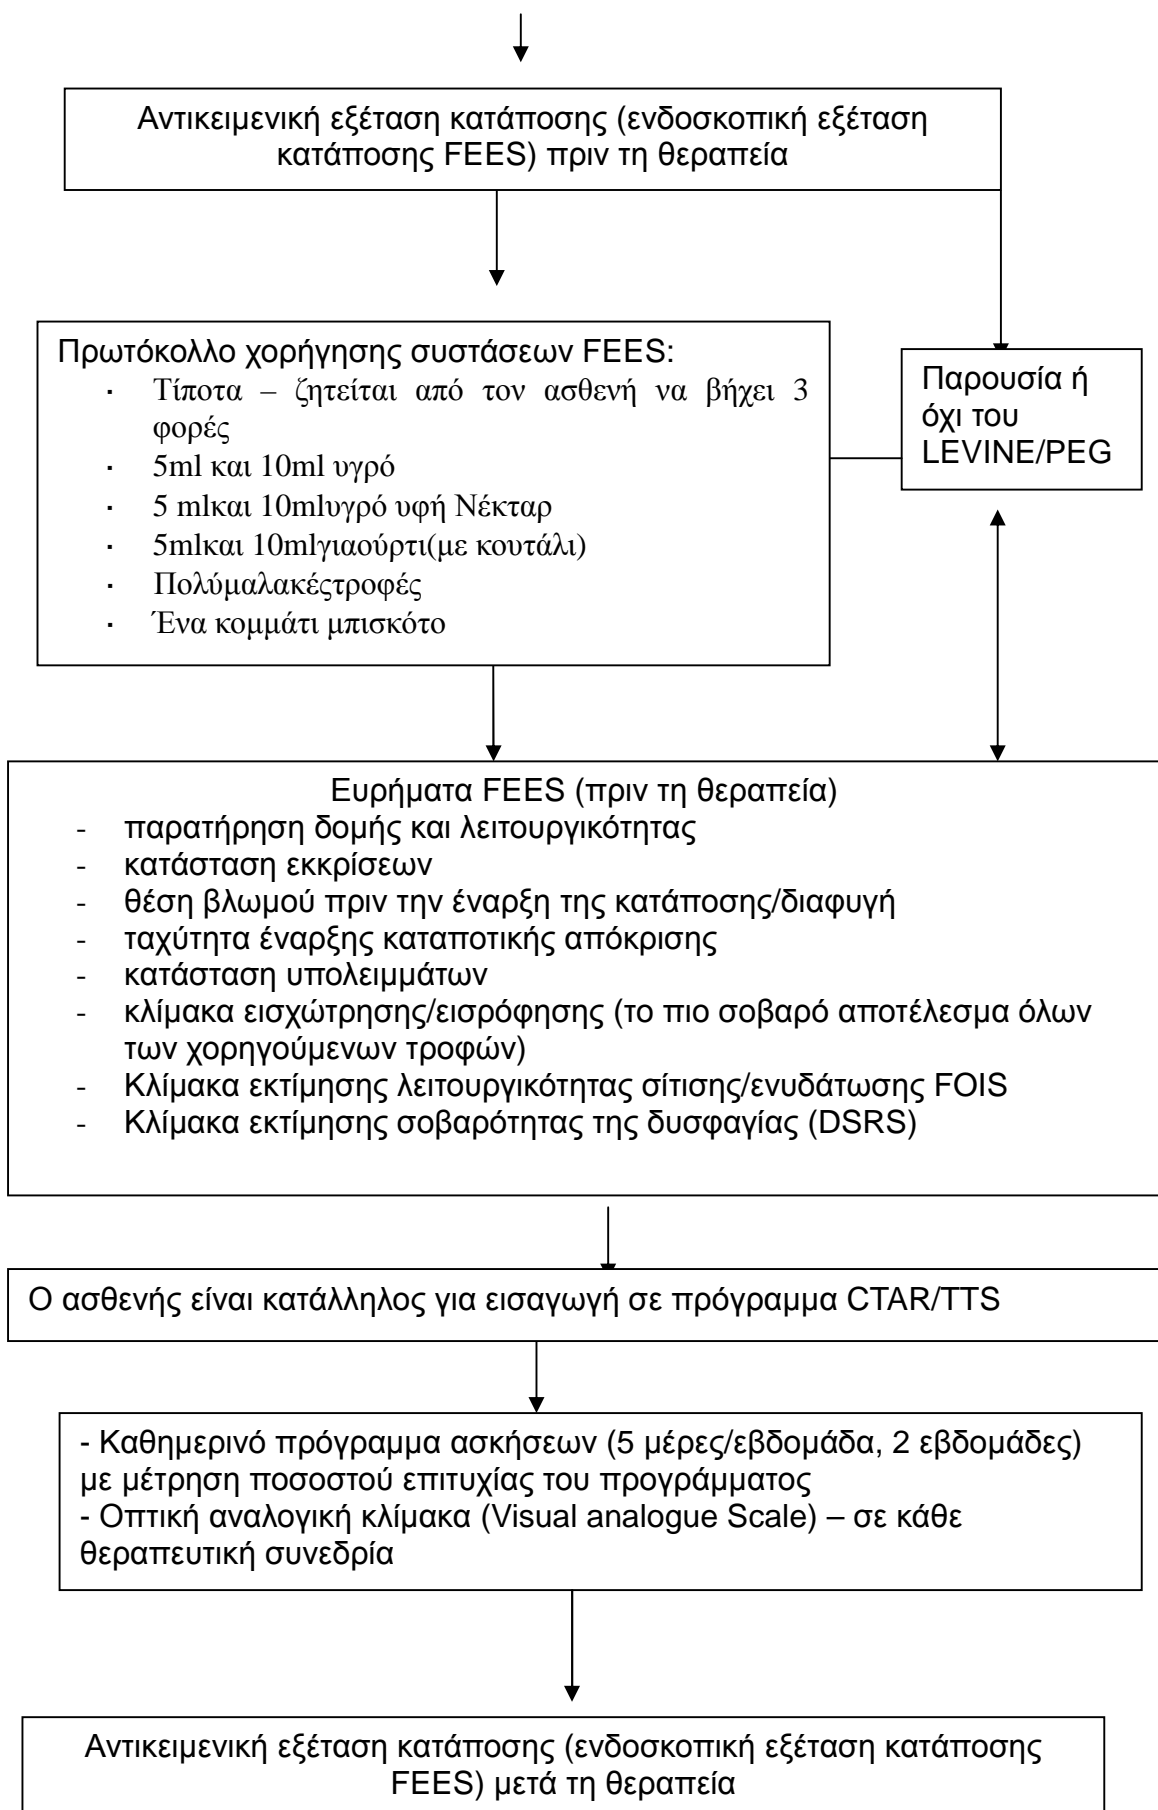 Αντικειμενική εξέταση κατάποσης (ενδοσκοπική εξέταση
κατάποσης FEES) πριν τη θεραπεία
Πρωτόκολλο χορήγησης συστάσεων FEES:
· Τίποτα – ζητείται από τον ασθενή να βήχει 3
φορές
· 5ml και 10ml υγρό
· 5 mlκαι 10mlυγρό υφή Νέκταρ
· 5mlκαι 10mlγιαούρτι(με κουτάλι)
· Πολύμαλακέςτροφές
· Ένα κομμάτι μπισκότο
Παρουσία ή
όχι του
LEVINE/PEG
Ευρήματα FEES (πριν τη θεραπεία)
- παρατήρηση δομής και λειτουργικότητας
- κατάσταση εκκρίσεων
- θέση βλωμού πριν την έναρξη της κατάποσης/διαφυγή
- ταχύτητα έναρξης καταποτικής απόκρισης
- κατάσταση υπολειμμάτων
- κλίμακα εισχώτρησης/εισρόφησης (το πιο σοβαρό αποτέλεσμα όλων
των χορηγούμενων τροφών)
- Κλίμακα εκτίμησης λειτουργικότητας σίτισης/ενυδάτωσης FOIS
- Κλίμακα εκτίμησης σοβαρότητας της δυσφαγίας (DSRS)
Ο ασθενής είναι κατάλληλος για εισαγωγή σε πρόγραμμα CTAR/TTS
- Καθημερινό πρόγραμμα ασκήσεων (5 μέρες/εβδομάδα, 2 εβδομάδες)
με μέτρηση ποσοστού επιτυχίας του προγράμματος
- Οπτική αναλογική κλίμακα (Visual analogue Scale) – σε κάθε
θεραπευτική συνεδρία
Αντικειμενική εξέταση κατάποσης (ενδοσκοπική εξέταση κατάποσης
FEES) μετά τη θεραπεία